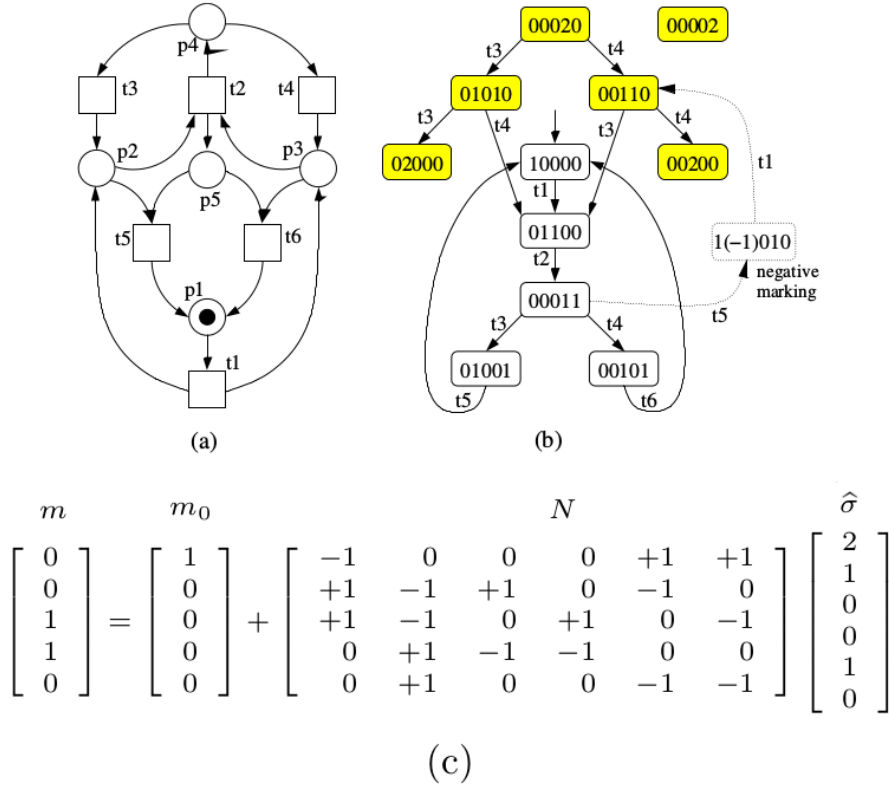 p4
t3
t2
t4
p2
p3
p5
t5
t6
p1
t1
(a)
00020
00002
t3
t4
01010
00110
t3
t4
t3
t4
02000
10000
00200
t1
t1
01100
1(−1)010
t2
negative
marking
00011
t5
t3
t4
01001
00101
t5
t6
(b)
m m0 N σ̂
0 1 −1 0 0 0 +1 +1 2
0 0 +1 −1 +1 0 −1 0 1
1 = 0 + +1 −1 0 +1 0 −1 0
1 0 0 +1 −1 −1 0 0 0
0 0 0 +1 0 0 −1 −1 1
0
(c)